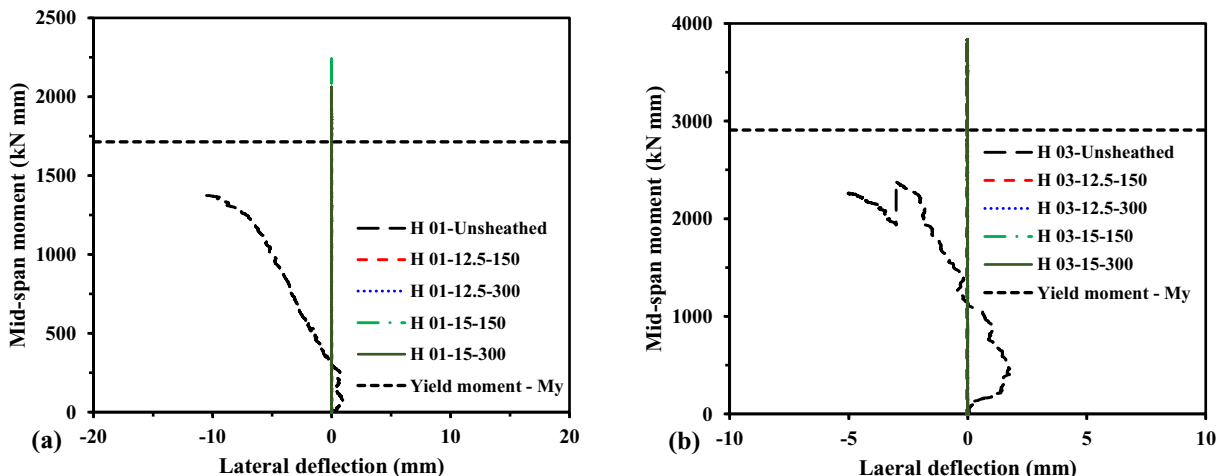 2500
2000
1500
1000
500
0
Mid-span moment (kN mm)
H 01-Unsheathed
H 01-12.5-150
H 01-12.5-300
H 01-15-150
H 01-15-300
Yield moment - My
-20
-10
0
10
20
(a)
Lateral deflection (mm)
4000
3000
2000
1000
0
Mid-span moment (kN mm)
H 03-Unsheathed
H 03-12.5-150
H 03-12.5-300
H 03-15-150
H 03-15-300
Yield moment - My
-10
-5
0
5
10
(b)
Laeral deflection (mm)